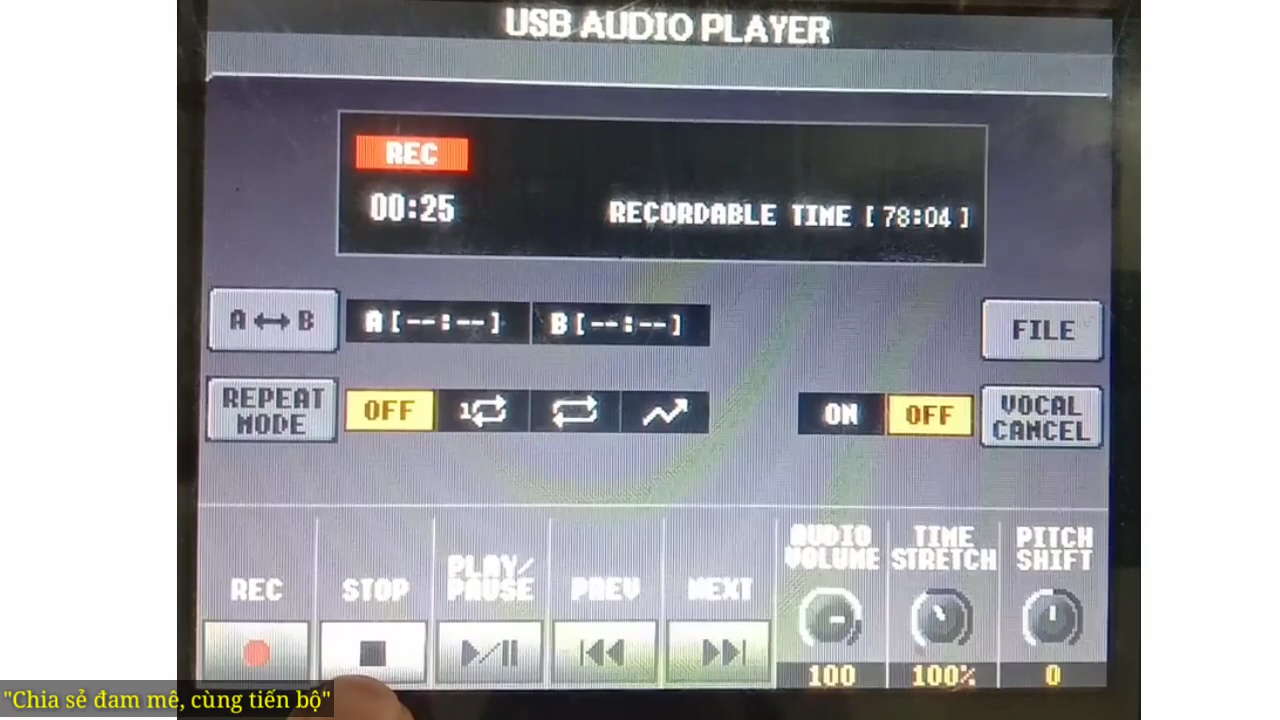 USB AUDIO PLAYER
REC
00:25
RECORDABLE TIME [ 78:04 ]
A ↔ B
A[--:--]
B[--:--]
FILE
REPEAT
MODE
OFF
1
ON
OFF
VOCAL
CANCEL
REC
STOP
PLAY/
PAUSE
PREV
NEXT
AUDIO
VOLUME
TIME
STRETCH
PITCH
SHIFT
100
100%
0
"Chia sẻ đam mê, cùng tiến bộ"